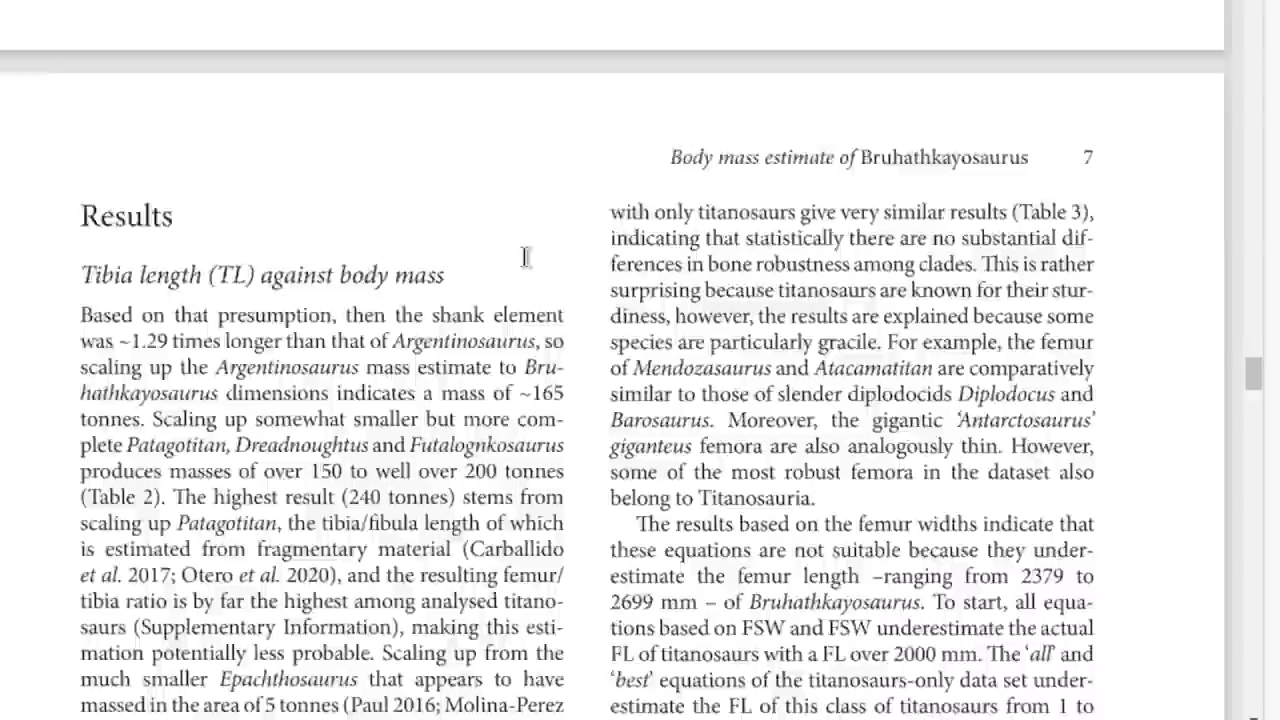 Body mass estimate of Bruhathkayosaurus 7
Results
Tibia length (TL) against body mass
Based on that presumption, then the shank element
was ~1.29 times longer than that of Argentinosaurus, so
scaling up the Argentinosaurus mass estimate to Bru-
hathkayosaurus dimensions indicates a mass of ~165
tonnes. Scaling up somewhat smaller but more com-
plete Patagotitan, Dreadnoughtus and Futalognkosaurus
produces masses of over 150 to well over 200 tonnes
(Table 2). The highest result (240 tonnes) stems from
scaling up Patagotitan, the tibia/fibula length of which
is estimated from fragmentary material (Carballido
et al. 2017; Otero et al. 2020), and the resulting femur/
tibia ratio is by far the highest among analysed titano-
saurs (Supplementary Information), making this esti-
mation potentially less probable. Scaling up from the
much smaller Epachthosaurus that appears to have
massed in the area of 5 tonnes (Paul 2016; Molina-Perez
with only titanosaurs give very similar results (Table 3),
indicating that statistically there are no substantial dif-
ferences in bone robustness among clades. This is rather
surprising because titanosaurs are known for their stur-
diness, however, the results are explained because some
species are particularly gracile. For example, the femur
of Mendozasaurus and Atacamatitan are comparatively
similar to those of slender diplodocids Diplodocus and
Barosaurus. Moreover, the gigantic ‘Antarctosaurus’
giganteus femora are also analogously thin. However,
some of the most robust femora in the dataset also
belong to Titanosauria.
The results based on the femur widths indicate that
these equations are not suitable because they under-
estimate the femur length –ranging from 2379 to
2699 mm – of Bruhathkayosaurus. To start, all equa-
tions based on FSW and FSW underestimate the actual
FL of titanosaurs with a FL over 2000 mm. The ‘all’ and
‘best’ equations of the titanosaurs-only data set under-
estimate the FL of this class of titanosaurs from 1 to